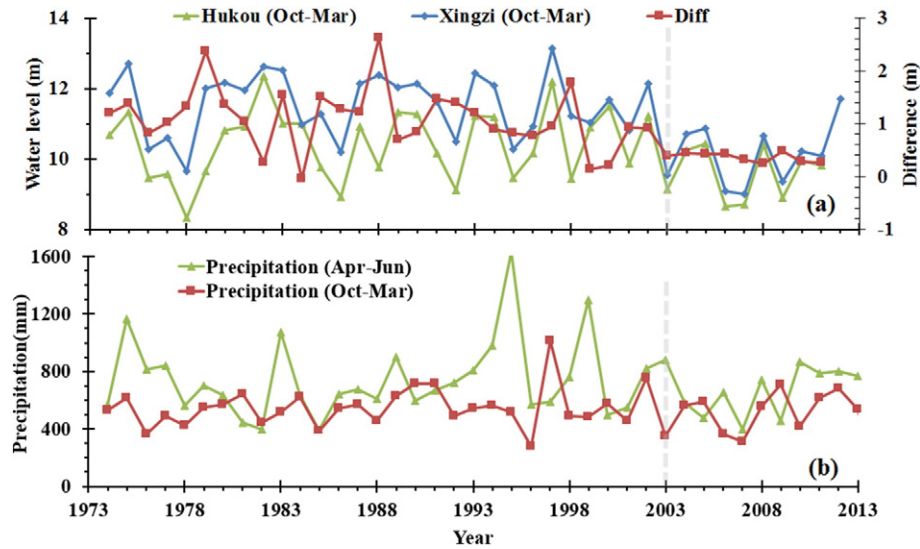 Hukou (Oct-Mar) Xingzi (Oct-Mar) Diff
14 3
12 2
10 1
8 0
-1
Water level (m)
Difference (m)
(a)
1600
1200
800
400
0
Precipitation(mm)
Precipitation (Apr-Jun)
Precipitation (Oct-Mar)
(b)
1973 1978 1983 1988 1993 1998 2003 2008 2013
Year